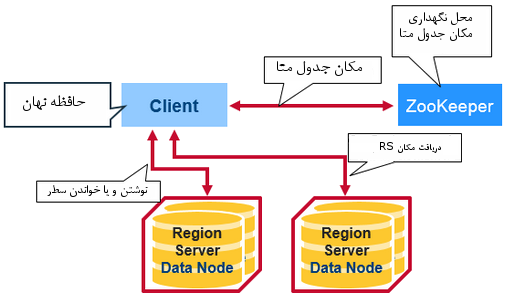 محل نگهداری
مکان جدول متا
مکان جدول متا
حافظه نهان
Client
ZooKeeper
دریافت مکان RS
نوشتن و یا خواندن سطر
Region
Server
Data Node
Region
Server
Data Node